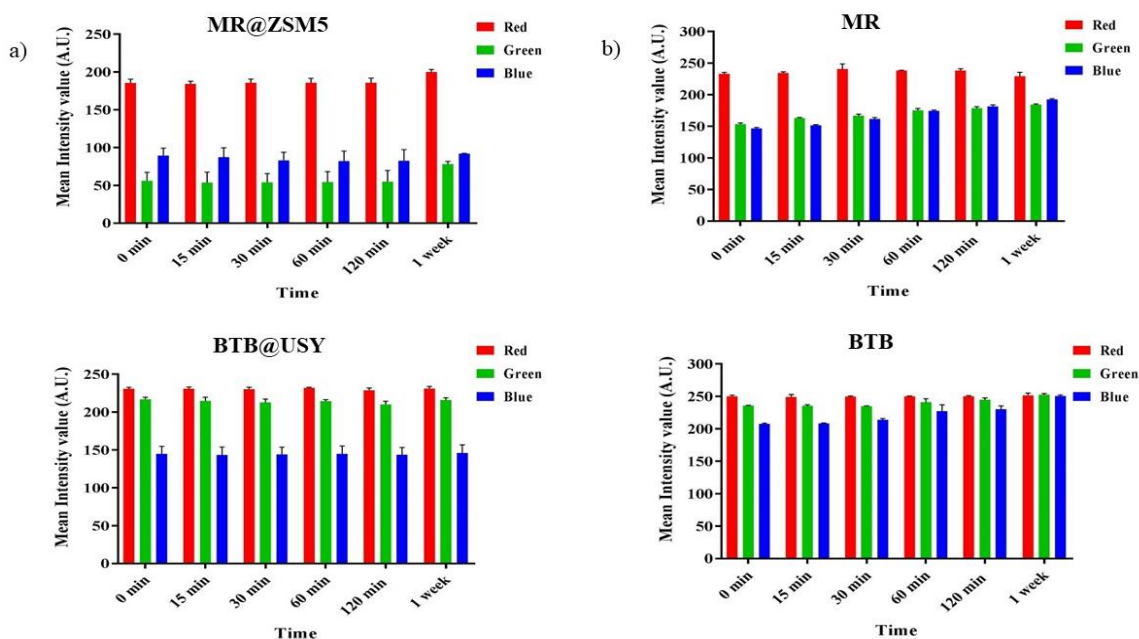 a)
MR@ZSM5
Mean Intensity value (A.U.)
250
200
150
100
50
0
0 min
15 min
30 min
60 min
120 min
1 week
Time
Red
Green
Blue
b)
MR
Mean Intensity value (A.U.)
300
250
200
150
100
50
0
0 min
15 min
30 min
60 min
120 min
1 week
Time
Red
Green
Blue
BTB@USY
Mean Intensity value (A.U.)
250
200
150
100
50
0
0 min
15 min
30 min
60 min
120 min
1 week
Time
Red
Green
Blue
BTB
Mean Intensity value (A.U.)
300
250
200
150
100
50
0
0 min
15 min
30 min
60 min
120 min
1 week
Time
Red
Green
Blue